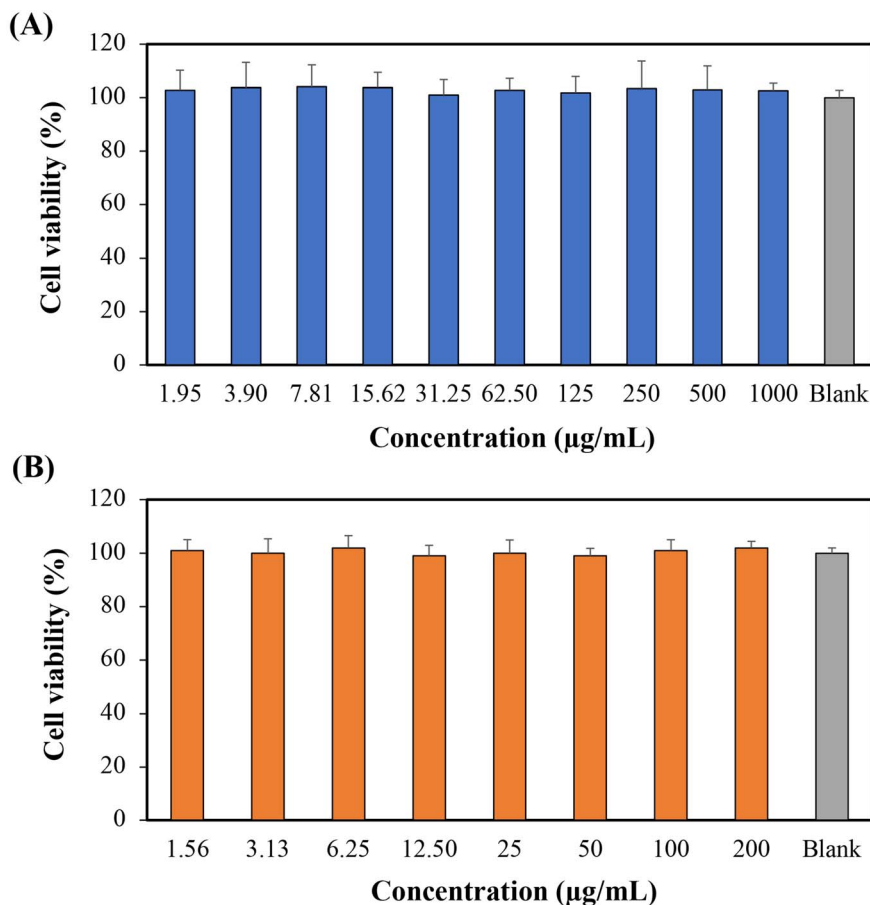 (A)
120
100
80
60
40
20
0
Cell viability (%)
1.95 3.90 7.81 15.62 31.25 62.50 125 250 500 1000 Blank
Concentration (µg/mL)
(B)
120
100
80
60
40
20
0
Cell viability (%)
1.56 3.13 6.25 12.50 25 50 100 200 Blank
Concentration (µg/mL)